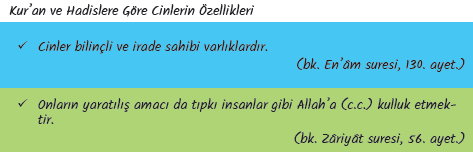 Kur'an ve Hadislere Göre Cinlerin Özellikleri
✓ Cinler bilinçli ve irade sahibi varlıklardır.
(bk. En'âm suresi, 130. ayet.)
✓ Onların yaratılış amacı da tıpkı insanlar gibi Allah'a (c.c.) kulluk etmek-
tir.
(bk. Zâriyât suresi, 56. ayet.)